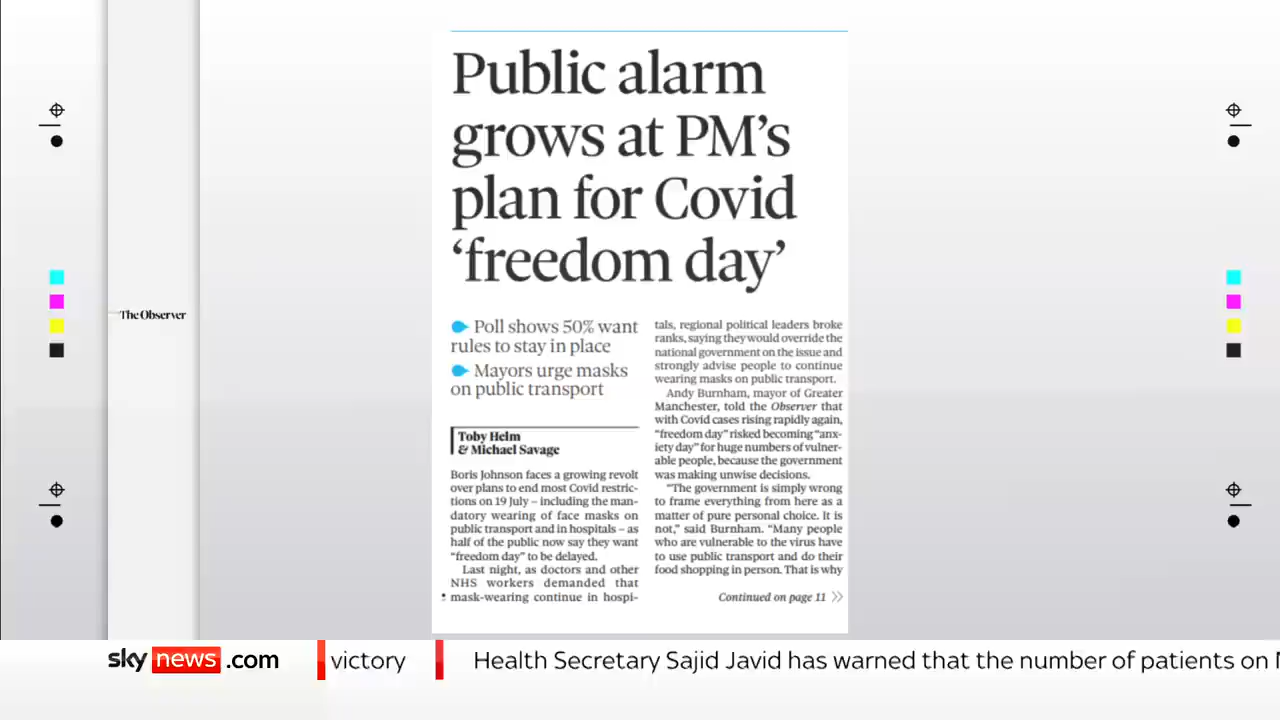 Public alarm
grows at PM's
plan for Covid
'freedom day'
Poll shows 50% want
rules to stay in place
Mayors urge masks
on public transport
Toby Helm
& Michael Savage
Boris Johnson faces a growing revolt
over plans to end most Covid restric-
tions on 19 July – including the man-
datory wearing of face masks on
public transport and in hospitals – as
half of the public now say they want
"freedom day" to be delayed.
Last night, as doctors and other
NHS workers demanded that
mask-wearing continue in hospi-
tals, regional political leaders broke
ranks, saying they would override the
national government on the issue and
strongly advise people to continue
wearing masks on public transport.
Andy Burnham, mayor of Greater
Manchester, told the Observer that
with Covid cases rising rapidly again,
"freedom day" risked becoming "anx-
iety day" for huge numbers of vulner-
able people, because the government
was making unwise decisions.
"The government is simply wrong
to frame everything from here as a
matter of pure personal choice. It is
not," said Burnham. "Many people
who are vulnerable to the virus have
to use public transport and do their
food shopping in person. That is why
Continued on page 11 >>
The Observer
sky news .com
victory
Health Secretary Sajid Javid has warned that the number of patients on